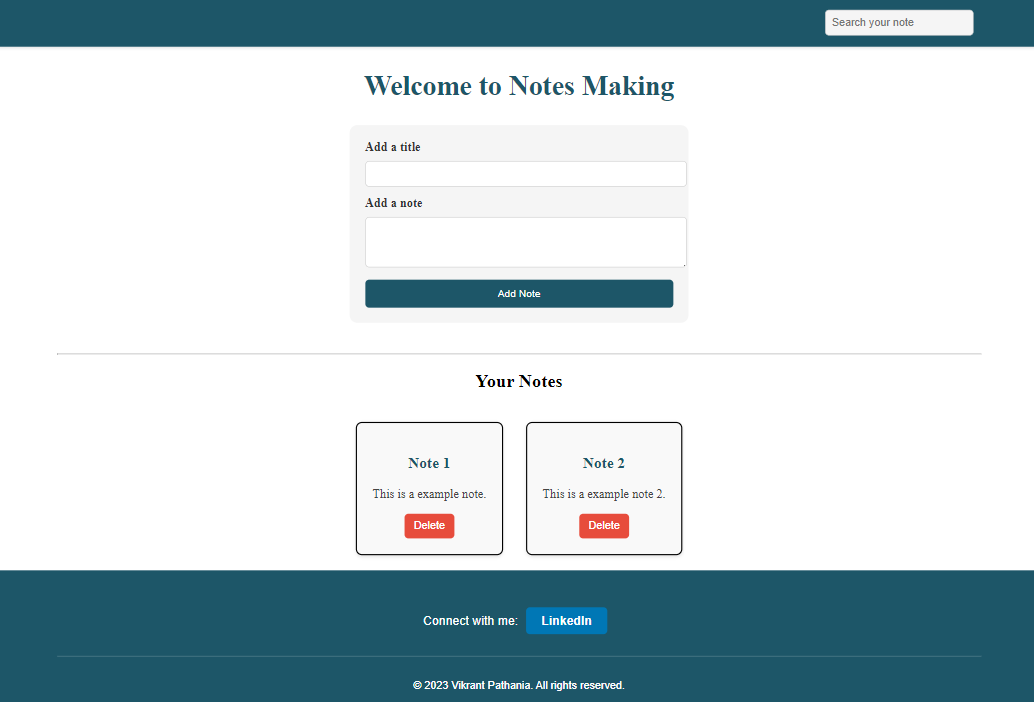 Search your note
Welcome to Notes Making
Add a title
Add a note
Add Note
Your Notes
Note 1
This is a example note.
Delete
Note 2
This is a example note 2.
Delete
Connect with me: LinkedIn
© 2023 Vikrant Pathania. All rights reserved.